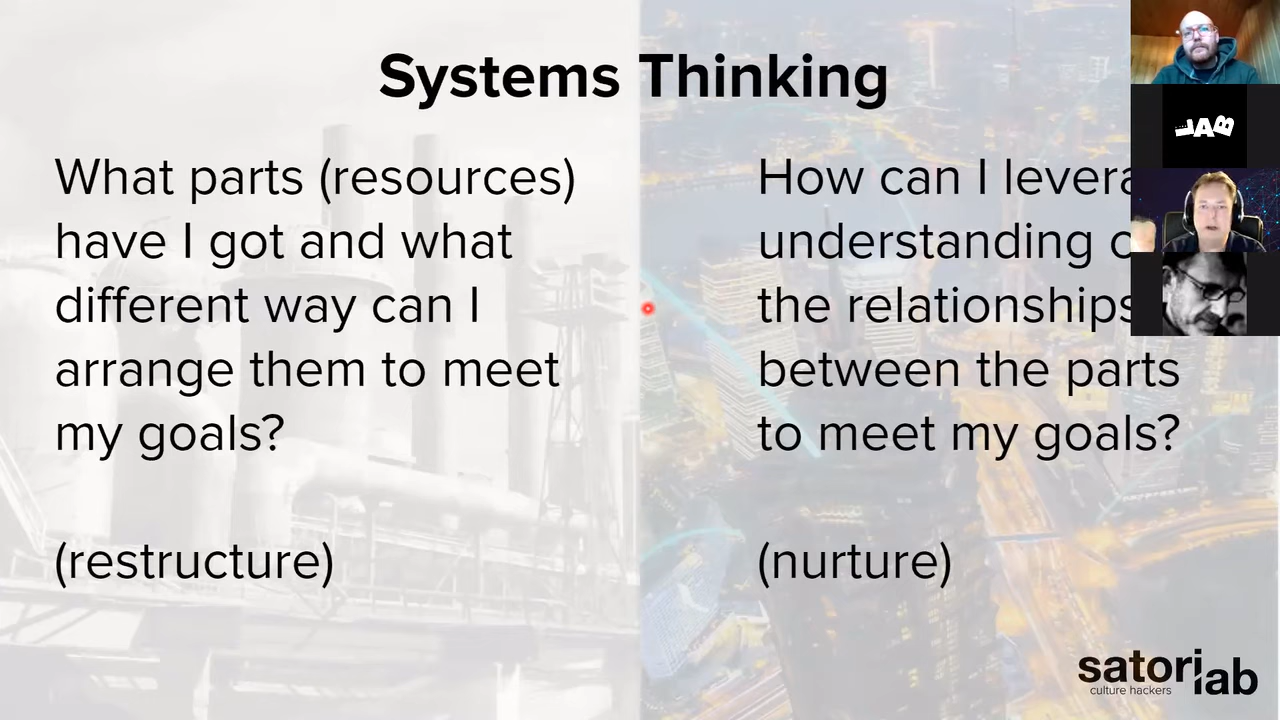 Systems Thinking
What parts (resources)
have I got and what
different way can I
arrange them to meet
my goals?
(restructure)
How can I
understanding
the relationships
between the parts
to meet my goals?
(nurture)
LAB
satori lab
culture hackers